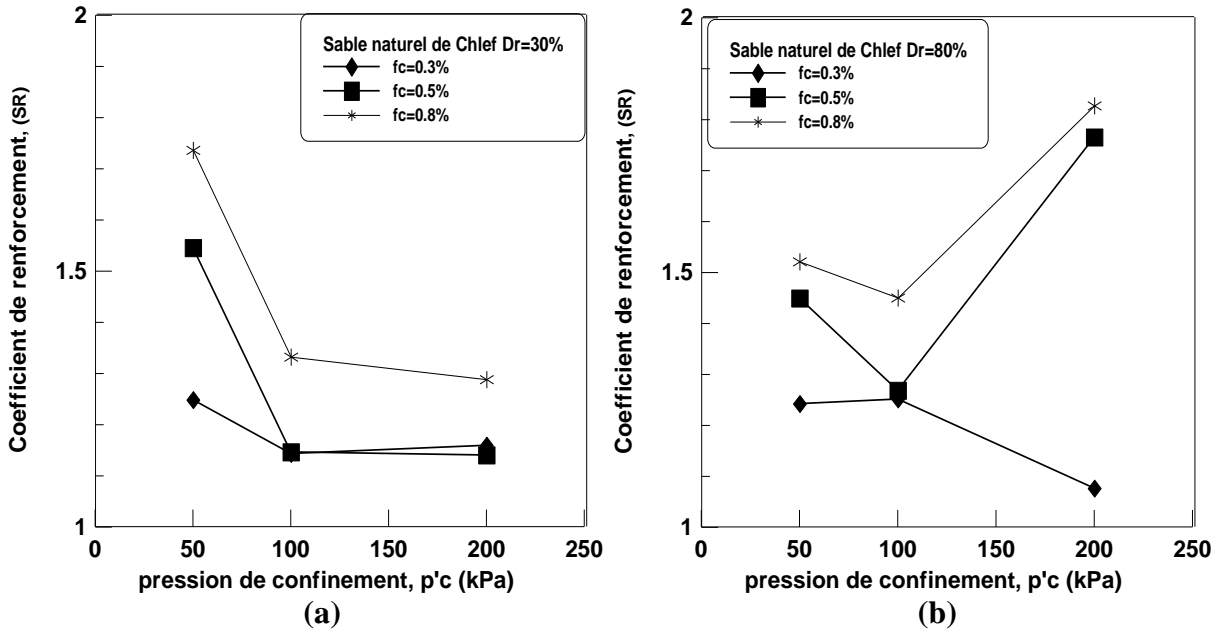 Sable naturel de Chlef Dr=30%
fc=0.3%
fc=0.5%
fc=0.8%
Coefficient de renforcement, (SR)
2
1.5
1
0 50 100 150 200 250
pression de confinement, p'c (kPa)
(a)
Sable naturel de Chlef Dr=80%
fc=0.3%
fc=0.5%
fc=0.8%
Coefficient de renforcement, (SR)
2
1.5
1
0 50 100 150 200 250
pression de confinement, p'c (kPa)
(b)